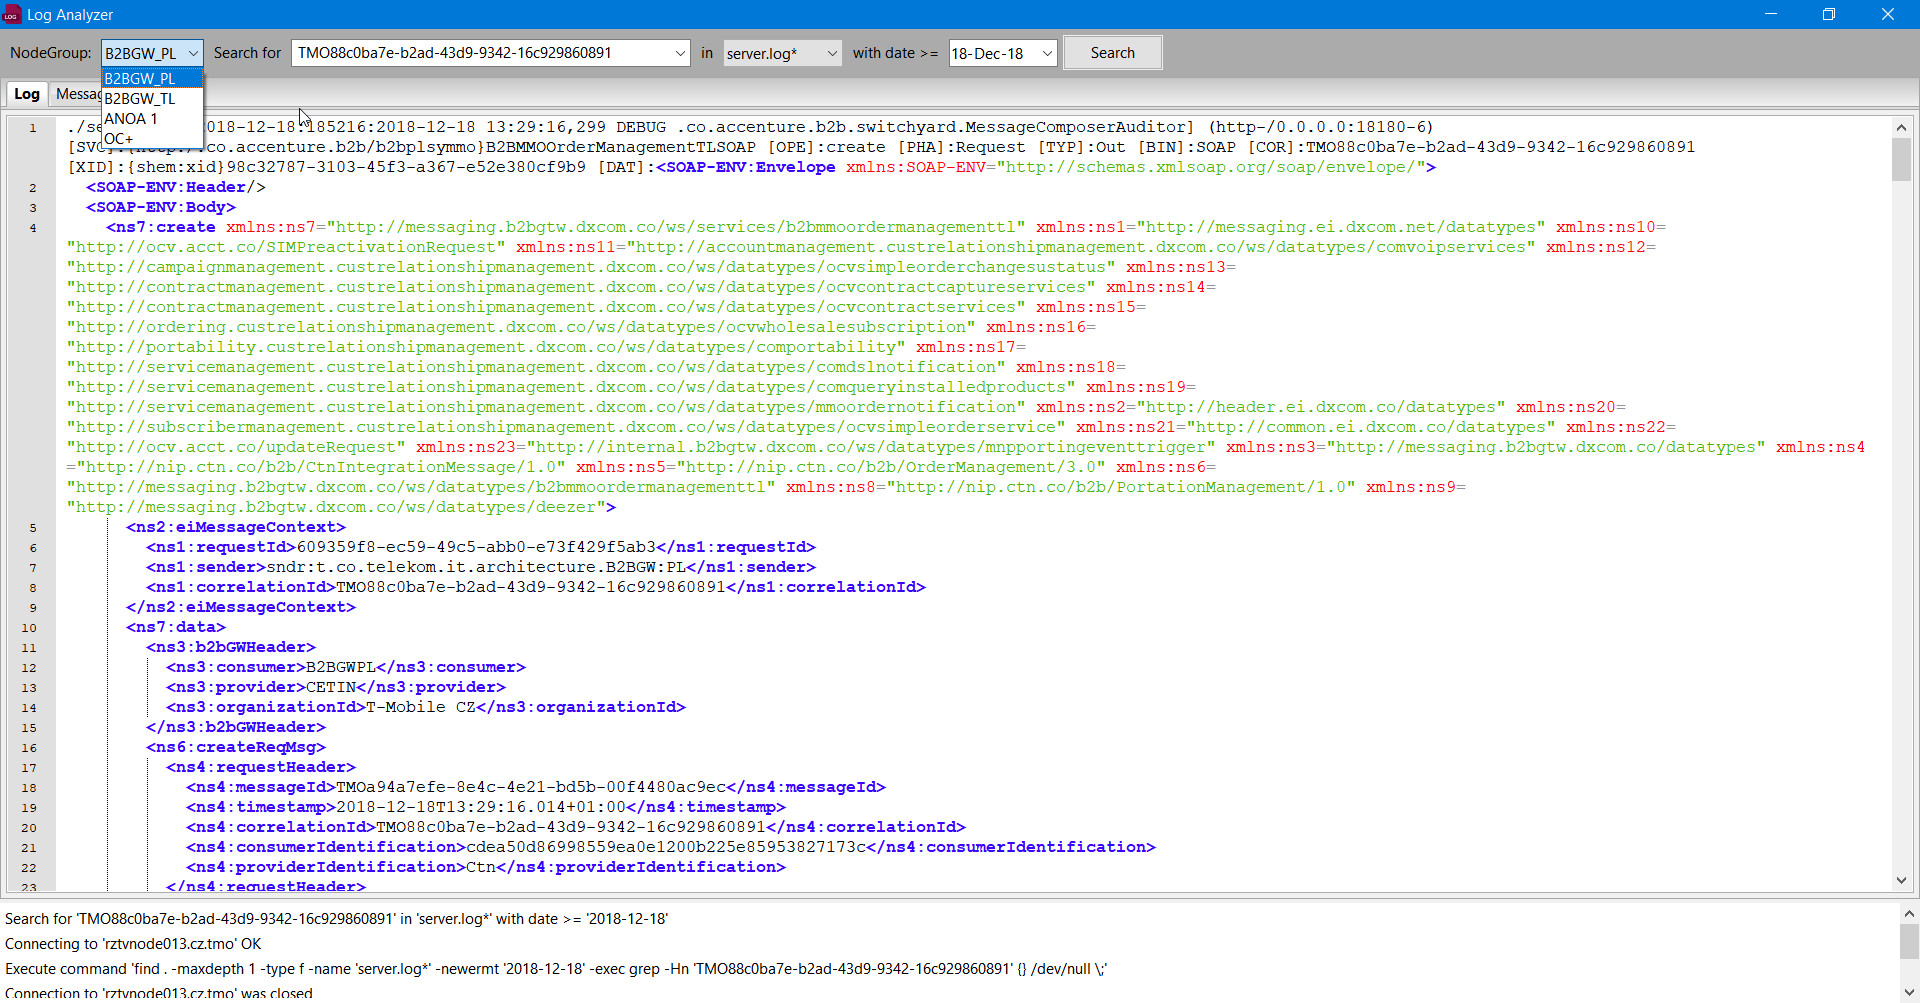 LOG Log Analyzer
NodeGroup: B2BGW_PL Search for TMO88c0ba7e-b2ad-43d9-9342-16c929860891 in server.log* with date >= 18-Dec-18 Search
B2BGW_PL
B2BGW_TL
ANOA 1
OC+
Log Messag
1 ./se 018-12-18:185216:2018-12-18 13:29:16,299 DEBUG .co.accenture.b2b.switchyard.MessageComposerAuditor] (http-/0.0.0.0:18180-6)
[SVC]:{http://.co.accenture.b2b/b2bplsymmo}B2BMMOOrderManagementTLSOAP [OPE]:create [PHA]:Request [TYP]:Out [BIN]:SOAP [COR]:TMO88c0ba7e-b2ad-43d9-9342-16c929860891
[XID]:{shem:xid}98c32787-3103-45f3-a367-e52e380cf9b9 [DAT]:<SOAP-ENV:Envelope xmlns:SOAP-ENV="http://schemas.xmlsoap.org/soap/envelope/">
2 <SOAP-ENV:Header/>
3 <SOAP-ENV:Body>
4 <ns7:create xmlns:ns7="http://messaging.b2bgtw.dxcom.co/ws/services/b2bmmoordermanagementtl" xmlns:ns1="http://messaging.ei.dxcom.net/datatypes" xmlns:ns10=
"http://ocv.acct.co/SIMPreactivationRequest" xmlns:ns11="http://accountmanagement.custrelationshipmanagement.dxcom.co/ws/datatypes/comvoipservices" xmlns:ns12=
"http://campaignmanagement.custrelationshipmanagement.dxcom.co/ws/datatypes/ocvsimpleorderchangesustatus" xmlns:ns13=
"http://contractmanagement.custrelationshipmanagement.dxcom.co/ws/datatypes/ocvcontractcaptureservices" xmlns:ns14=
"http://contractmanagement.custrelationshipmanagement.dxcom.co/ws/datatypes/ocvcontractservices" xmlns:ns15=
"http://ordering.custrelationshipmanagement.dxcom.co/ws/datatypes/ocvwholesalesubscription" xmlns:ns16=
"http://portability.custrelationshipmanagement.dxcom.co/ws/datatypes/comportability" xmlns:ns17=
"http://servicemanagement.custrelationshipmanagement.dxcom.co/ws/datatypes/comdslnotification" xmlns:ns18=
"http://servicemanagement.custrelationshipmanagement.dxcom.co/ws/datatypes/comqueryinstalledproducts" xmlns:ns19=
"http://servicemanagement.custrelationshipmanagement.dxcom.co/ws/datatypes/mmoordernotification" xmlns:ns2="http://header.ei.dxcom.co/datatypes" xmlns:ns20=
"http://subscribermanagement.custrelationshipmanagement.dxcom.co/ws/datatypes/ocvsimpleorderservice" xmlns:ns21="http://common.ei.dxcom.co/datatypes" xmlns:ns22=
"http://ocv.acct.co/updateRequest" xmlns:ns23="http://internal.b2bgtw.dxcom.co/ws/datatypes/mnpportingeventtrigger" xmlns:ns3="http://messaging.b2bgtw.dxcom.co/datatypes" xmlns:ns4
="http://nip.ctn.co/b2b/CtnIntegrationMessage/1.0" xmlns:ns5="http://nip.ctn.co/b2b/OrderManagement/3.0" xmlns:ns6=
"http://messaging.b2bgtw.dxcom.co/ws/datatypes/b2bmmoordermanagementtl" xmlns:ns8="http://nip.ctn.co/b2b/PortationManagement/1.0" xmlns:ns9=
"http://messaging.b2bgtw.dxcom.co/ws/datatypes/deezer">
5 <ns2:eiMessageContext>
6 <ns1:requestId>609359f8-ec59-49c5-abb0-e73f429f5ab3</ns1:requestId>
7 <ns1:sender>sndr:t.co.telekom.it.architecture.B2BGW:PL</ns1:sender>
8 <ns1:correlationId>TMO88c0ba7e-b2ad-43d9-9342-16c929860891</ns1:correlationId>
9 </ns2:eiMessageContext>
10 <ns7:data>
11 <ns3:b2bGWHeader>
12 <ns3:consumer>B2BGWPL</ns3:consumer>
13 <ns3:provider>CETIN</ns3:provider>
14 <ns3:organizationId>T-Mobile CZ</ns3:organizationId>
15 </ns3:b2bGWHeader>
16 <ns6:createReqMsg>
17 <ns4:requestHeader>
18 <ns4:messageId>TMOa94a7efe-8e4c-4e21-bd5b-00f4480ac9ec</ns4:messageId>
19 <ns4:timestamp>2018-12-18T13:29:16.014+01:00</ns4:timestamp>
20 <ns4:correlationId>TMO88c0ba7e-b2ad-43d9-9342-16c929860891</ns4:correlationId>
21 <ns4:consumerIdentification>cdea50d86998559ea0e1200b225e85953827173c</ns4:consumerIdentification>
22 <ns4:providerIdentification>Ctn</ns4:providerIdentification>
23 </ns4:requestHeader>
Search for 'TMO88c0ba7e-b2ad-43d9-9342-16c929860891' in 'server.log*' with date >= '2018-12-18'
Connecting to 'rztvnode013.cz.tmo' OK
Execute command 'find . -maxdepth 1 -type f -name 'server.log*' -newermt '2018-12-18' -exec grep -Hn 'TMO88c0ba7e-b2ad-43d9-9342-16c929860891' {} /dev/null \;'
Connection to 'rztvnode013.cz.tmo' was closed